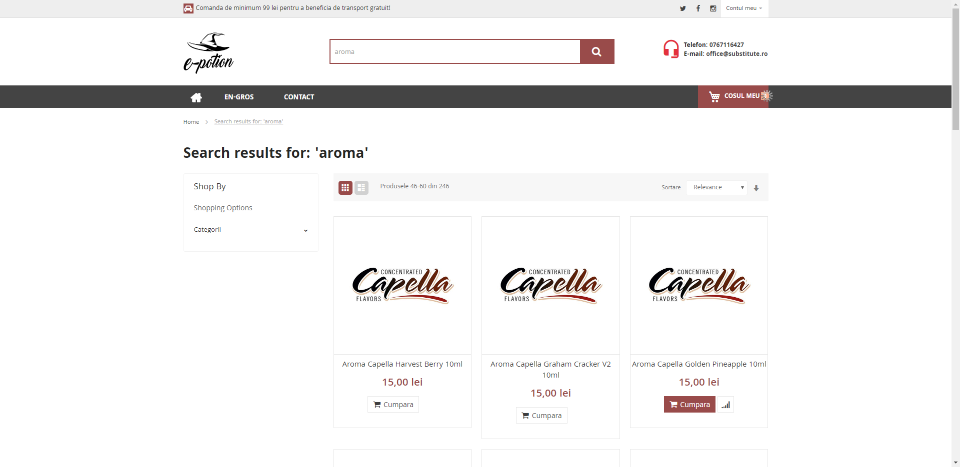 Comanda de minimum 99 lei pentru a beneficia de transport gratuit!
Contul meu
e-potion
aroma
Telefon: 0767116427
E-mail: office@substitute.ro
EN-GROS
CONTACT
COSUL MEU
Home > Search results for: 'aroma'
Search results for: 'aroma'
Shop By
Shopping Options
Categorii
Produsele 46-60 din 246
Sortare
Relevance
CONCENTRATED
Capella
FLAVORS
CONCENTRATED
Capella
FLAVORS
CONCENTRATED
Capella
FLAVORS
Aroma Capella Harvest Berry 10ml
15,00 lei
Cumpara
Aroma Capella Graham Cracker V2
10ml
15,00 lei
Cumpara
Aroma Capella Golden Pineapple 10ml
15,00 lei
Cumpara